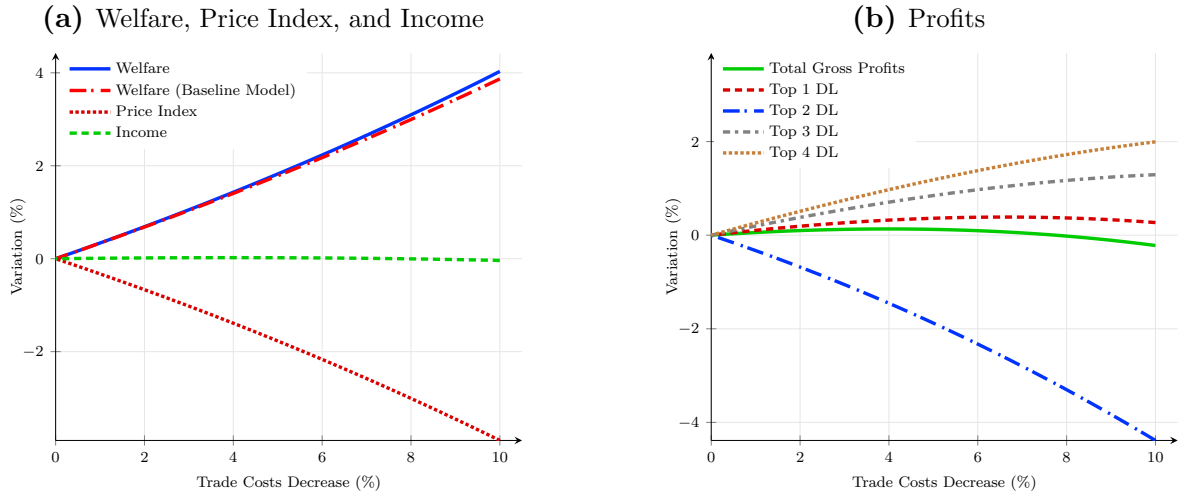 (a) Welfare, Price Index, and Income
Welfare
Welfare (Baseline Model)
Price Index
Income
4
2
0
−2
0 2 4 6 8 10
Variation (%)
Trade Costs Decrease (%)
(b) Profits
Total Gross Profits
Top 1 DL
Top 2 DL
Top 3 DL
Top 4 DL
2
0
−2
−4
0 2 4 6 8 10
Variation (%)
Trade Costs Decrease (%)